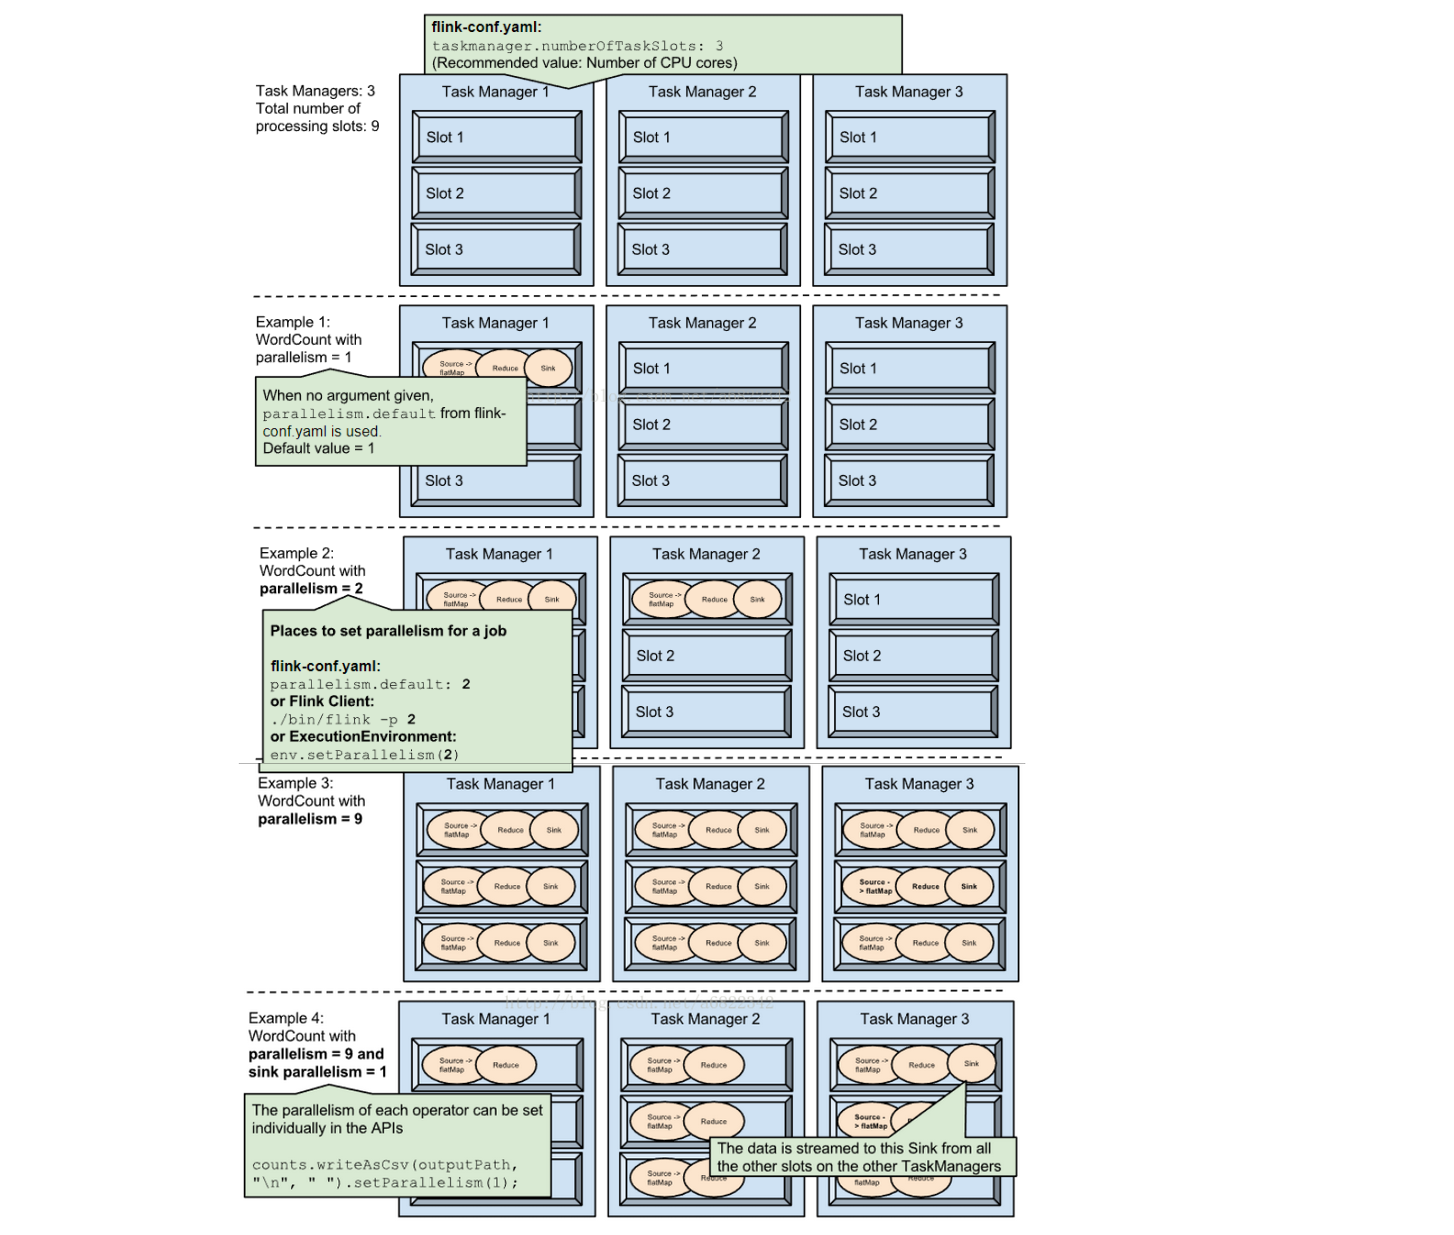 flink-conf.yaml:
taskmanager.numberOfTaskSlots: 3
(Recommended value: Number of CPU cores)
Task Managers: 3
Total number of
processing slots: 9
Task Manager 1
Slot 1
Slot 2
Slot 3
Task Manager 2
Slot 1
Slot 2
Slot 3
Task Manager 3
Slot 1
Slot 2
Slot 3
Example 1:
WordCount with
parallelism = 1
When no argument given,
parallelism.default from flink-
conf.yaml is used.
Default value = 1
Task Manager 1
Source ->
flatMap
Reduce
Sink
Slot 3
Task Manager 2
Slot 1
Slot 2
Slot 3
Task Manager 3
Slot 1
Slot 2
Slot 3
Example 2:
WordCount with
parallelism = 2
Places to set parallelism for a job
flink-conf.yaml:
parallelism.default: 2
or Flink Client:
./bin/flink -p 2
or ExecutionEnvironment:
env.setParallelism(2)
Task Manager 1
Source ->
flatMap
Reduce
Sink
Task Manager 2
Source ->
flatMap
Reduce
Sink
Slot 2
Slot 3
Task Manager 3
Slot 1
Slot 2
Slot 3
Example 3:
WordCount with
parallelism = 9
Task Manager 1
Source ->
flatMap
Reduce
Sink
Source ->
flatMap
Reduce
Sink
Source ->
flatMap
Reduce
Sink
Task Manager 2
Source ->
flatMap
Reduce
Sink
Source ->
flatMap
Reduce
Sink
Source ->
flatMap
Reduce
Sink
Task Manager 3
Source ->
flatMap
Reduce
Sink
Source -
> flatMap
Reduce
Sink
Source ->
flatMap
Reduce
Sink
Example 4:
WordCount with
parallelism = 9 and
sink parallelism = 1
The parallelism of each operator can be set
individually in the APIs
counts.writeAsCsv(outputPath,
"\n", " ").setParallelism(1);
Task Manager 1
Source ->
flatMap
Reduce
Task Manager 2
Source ->
flatMap
Reduce
Source ->
flatMap
Reduce
Source ->
flatMap
Task Manager 3
Source ->
flatMap
Reduce
Sink
Source -
> flatMap
The data is streamed to this Sink from all
the other slots on the other TaskManagers
flatMap
Reduce